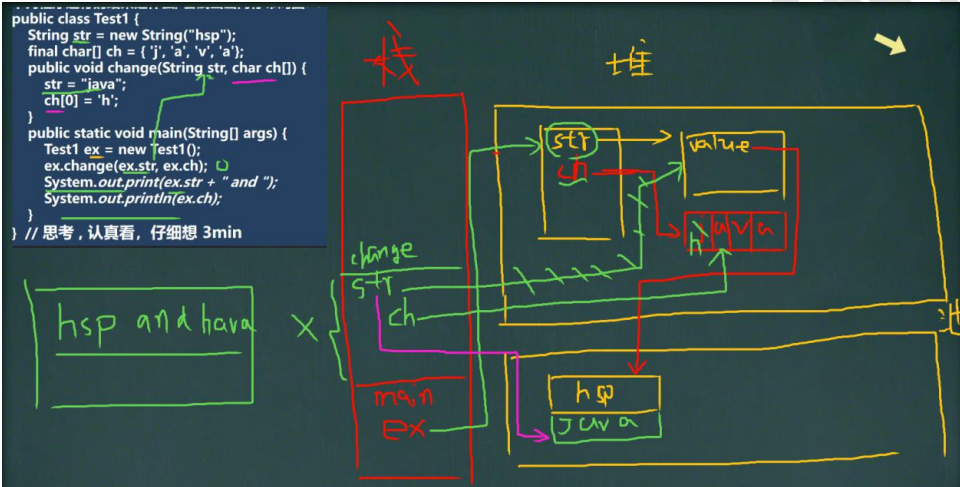 public class Test1 {
String str = new String("hsp");
final char[] ch = { 'j', 'a', 'v', 'a'};
public void change(String str, char ch[]) {
str = "java";
ch[0] = 'h';
}
public static void main(String[] args) {
Test1 ex = new Test1();
ex.change(ex.str, ex.ch);
System.out.print(ex.str + " and ");
System.out.println(ex.ch);
}
} // 思考，认真看，仔细想 3min
栈
堆
str
ch
value
h a v a
change
str
ch
main
ex
hsp and hava
hsp
java